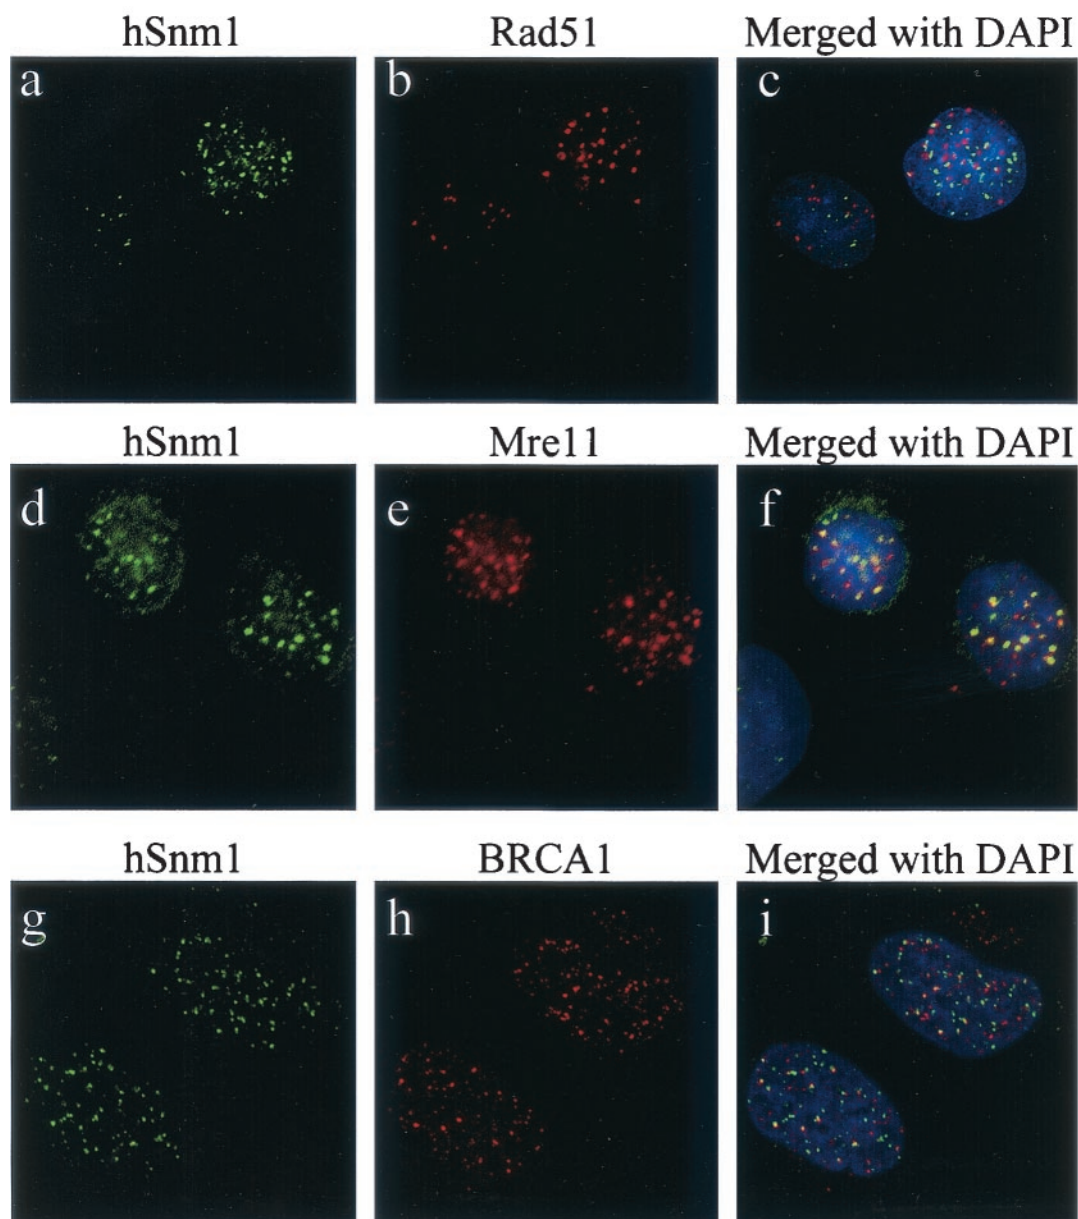 hSnm1 Rad51 Merged with DAPI
a b c
hSnm1 Mre11 Merged with DAPI
d e f
hSnm1 BRCA1 Merged with DAPI
g h i